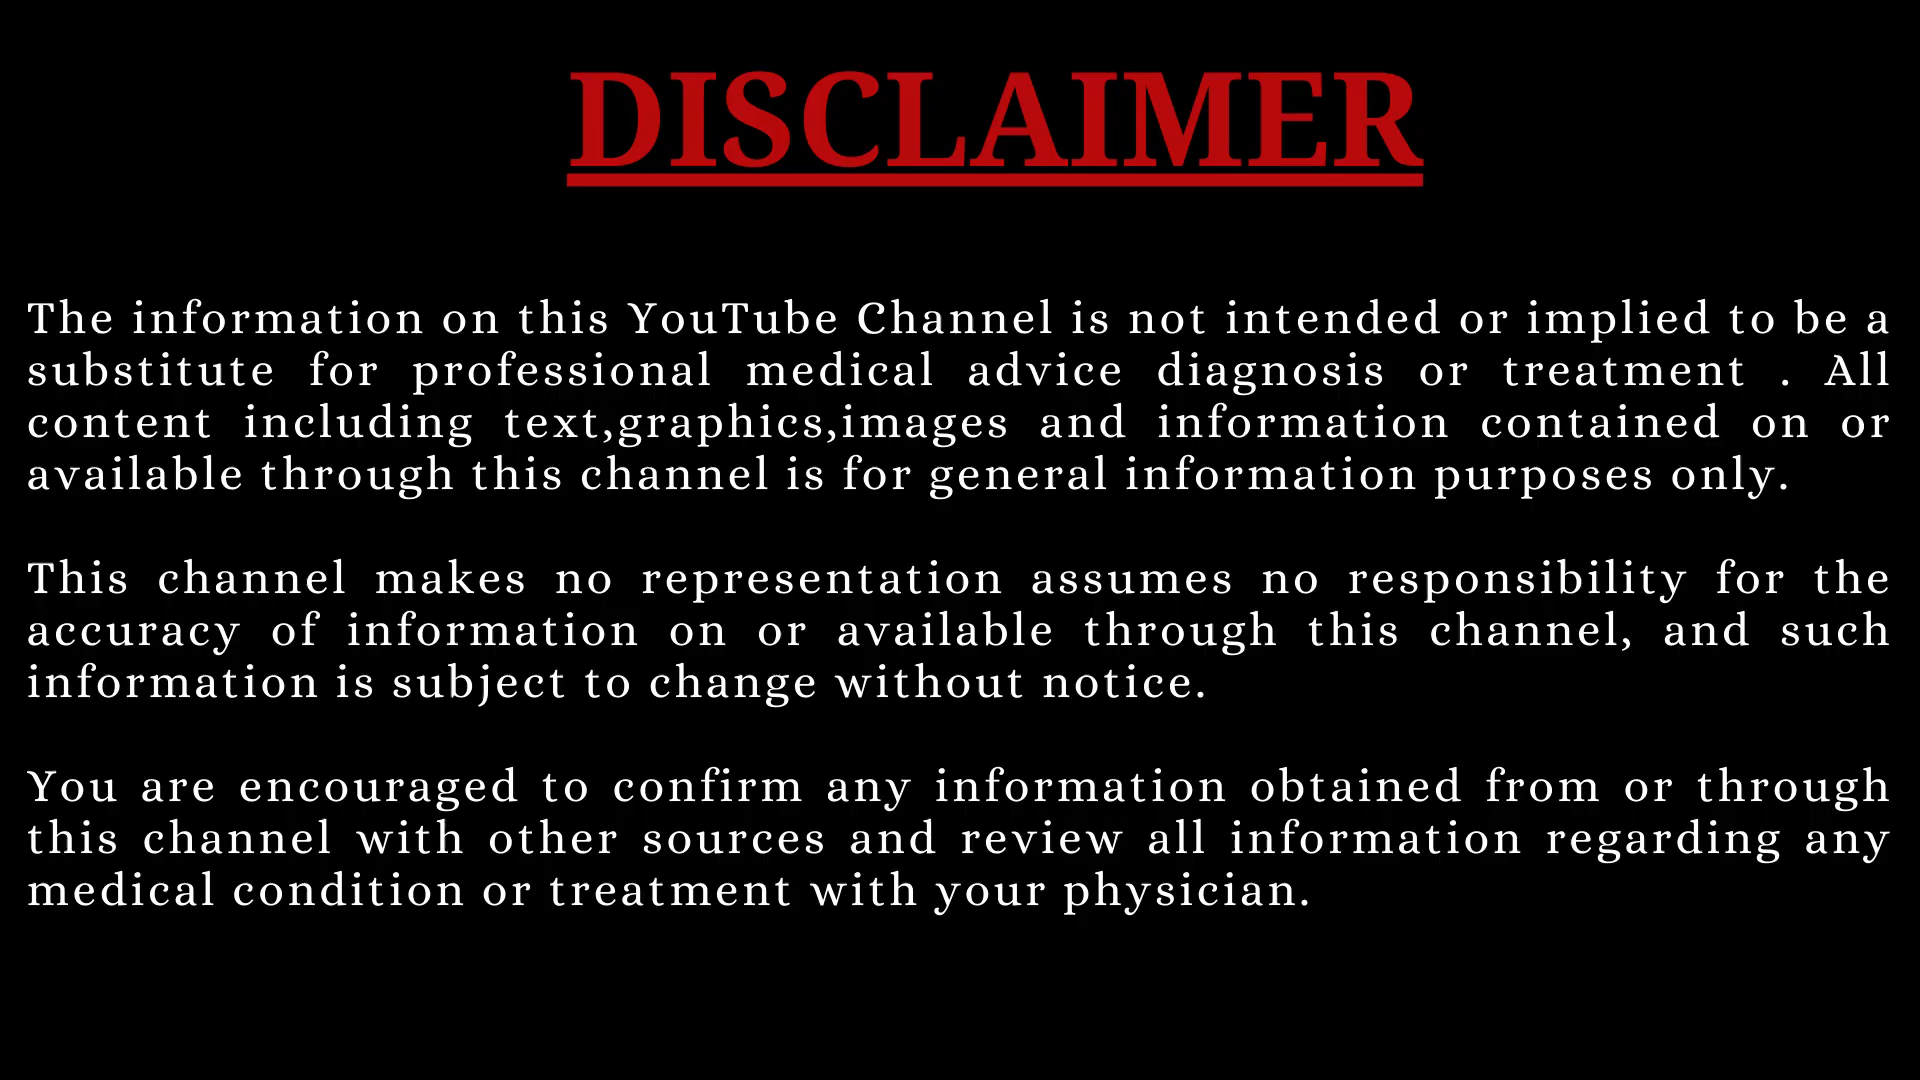 DISCLAIMER
The information on this YouTube Channel is not intended or implied to be a
substitute for professional medical advice diagnosis or treatment . All
content including text,graphics,images and information contained on or
available through this channel is for general information purposes only.
This channel makes no representation assumes no responsibility for the
accuracy of information on or available through this channel, and such
information is subject to change without notice.
You are encouraged to confirm any information obtained from or through
this channel with other sources and review all information regarding any
medical condition or treatment with your physician.